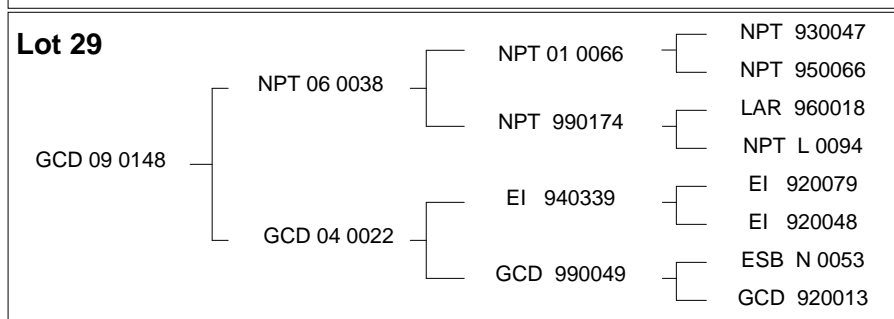 Lot 29
GCD 09 0148
NPT 06 0038
GCD 04 0022
NPT 01 0066
NPT 990174
EI 940339
GCD 990049
NPT 930047
NPT 950066
LAR 960018
NPT L 0094
EI 920079
EI 920048
ESB N 0053
GCD 920013